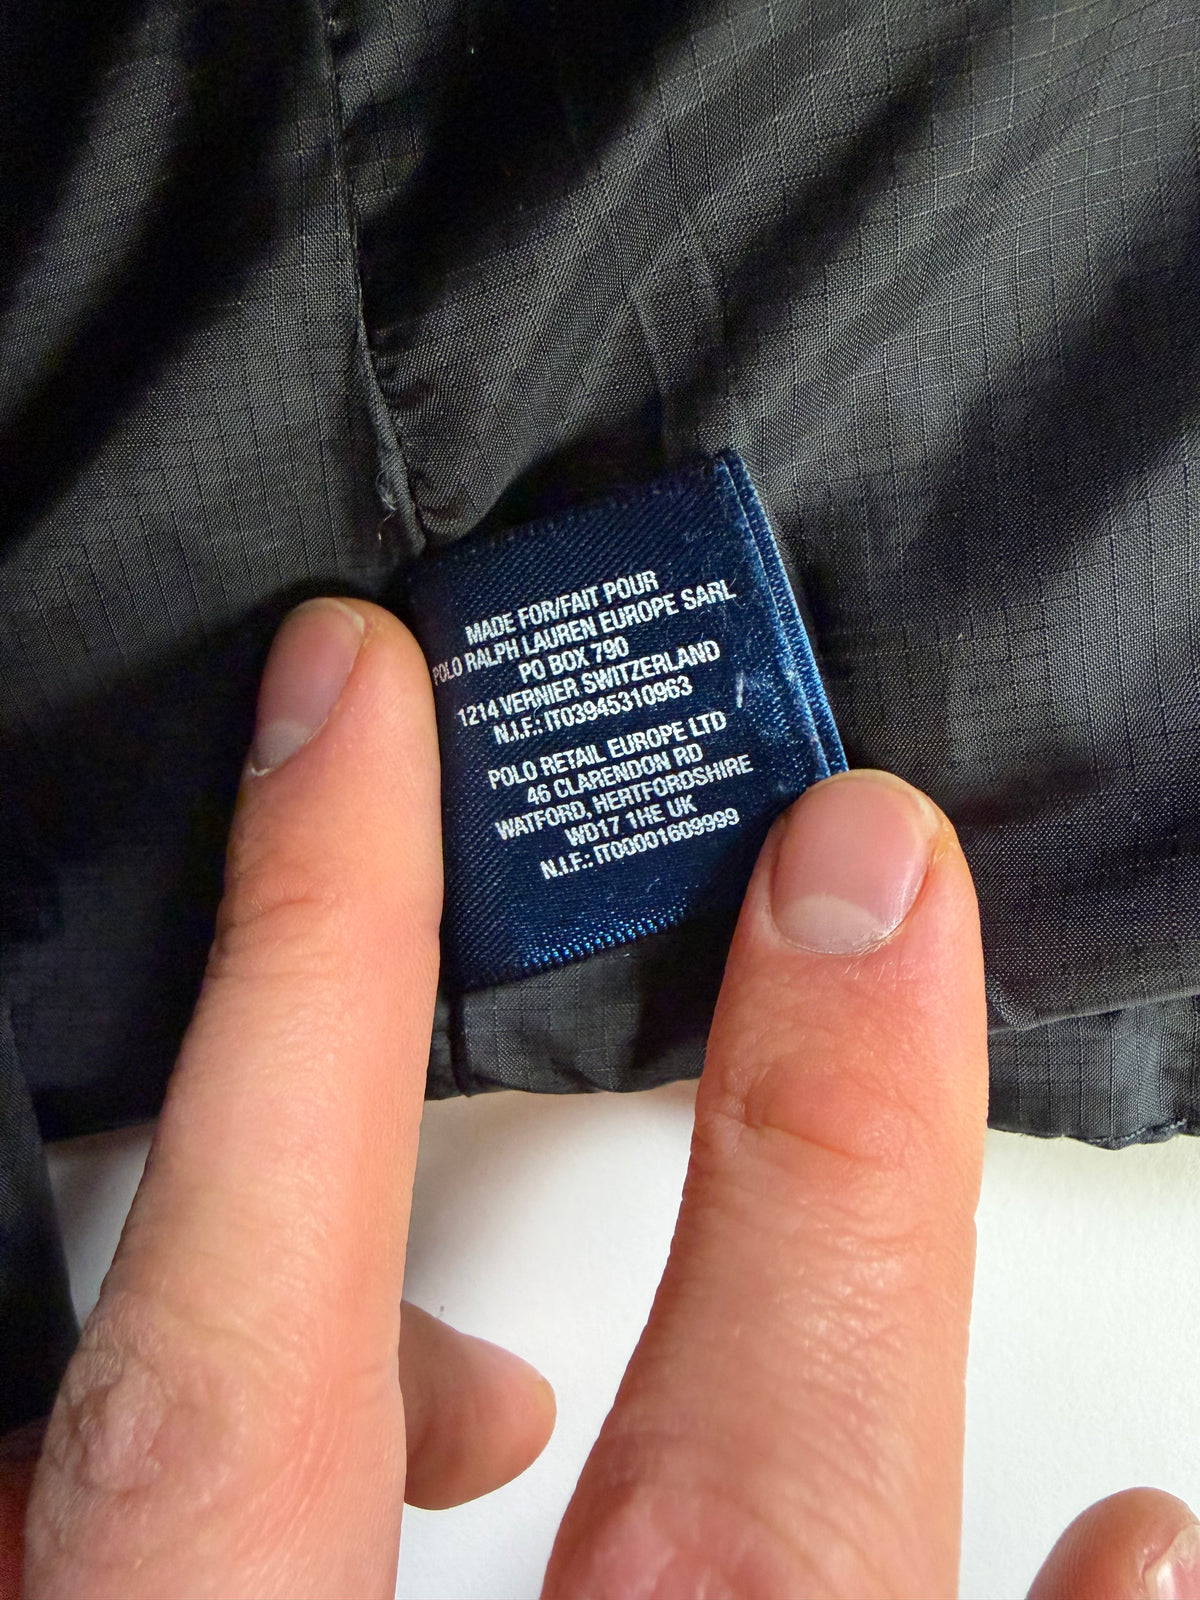 MADE FOR/FAIT POUR
POLO RALPH LAUREN EUROPE SARL
PO BOX 790
1214 VERNIER SWITZERLAND
N.I.F.: IT03945310963
POLO RETAIL EUROPE LTD
46 CLARENDON RD
WATFORD, HERTFORDSHIRE
WD17 1HE UK
N.I.F.: IT00001609999